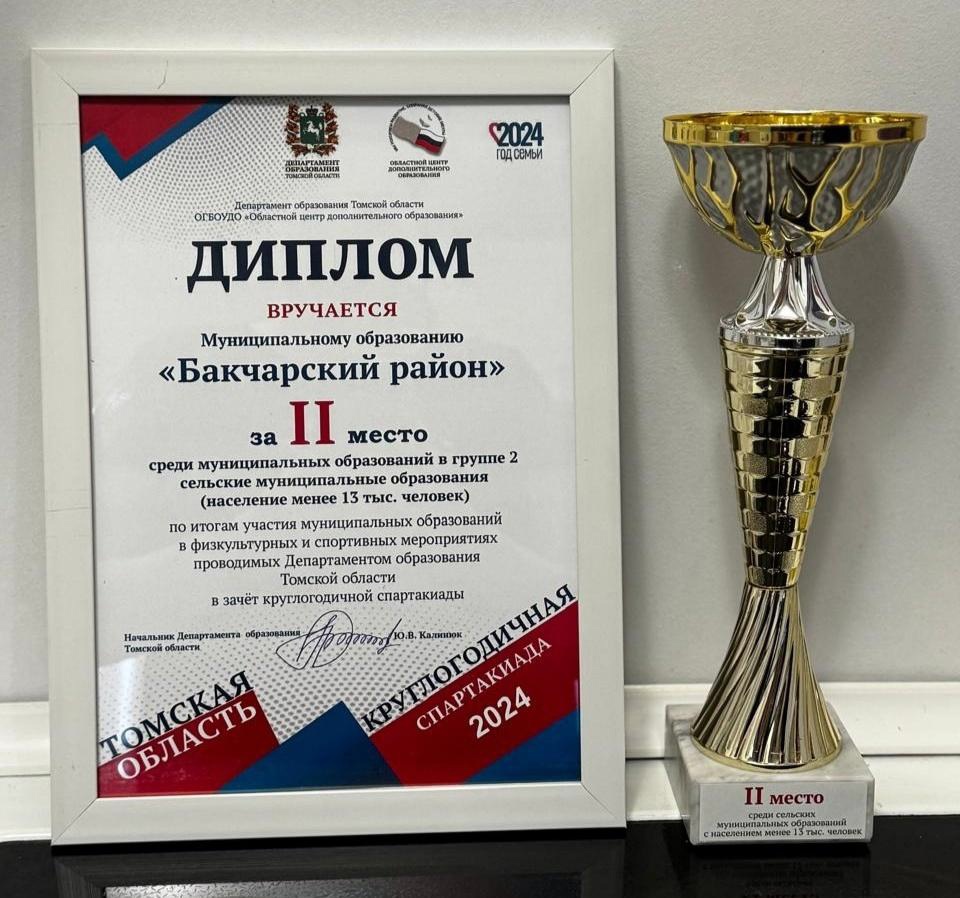 ДЕПАРТАМЕНТ
ОБРАЗОВАНИЯ
ТОМСКОЙ ОБЛАСТИ
ОБЛАСТНОЙ ЦЕНТР
ДОПОЛНИТЕЛЬНОГО
ОБРАЗОВАНИЯ
2024
ГОД СЕМЬИ
Департамент образования Томской области
ОГБОУДО «Областной центр дополнительного образования»
ДИПЛОМ
ВРУЧАЕТСЯ
Муниципальному образованию
«Бакчарский район»
за II место
среди муниципальных образований в группе 2
сельские муниципальные образования
(население менее 13 тыс. человек)
по итогам участия муниципальных образований
в физкультурных и спортивных мероприятиях
проводимых Департаментом образования
Томской области
в зачёт круглогодичной спартакиады
Начальник Департамента образования Ю.В. Калинюк
Томской области
ТОМСКАЯ
ОБЛАСТЬ
КРУГЛОГОДИЧНАЯ
СПАРТАКИАДА
2024
II место
среди сельских
муниципальных образований
с населением менее 13 тыс. человек